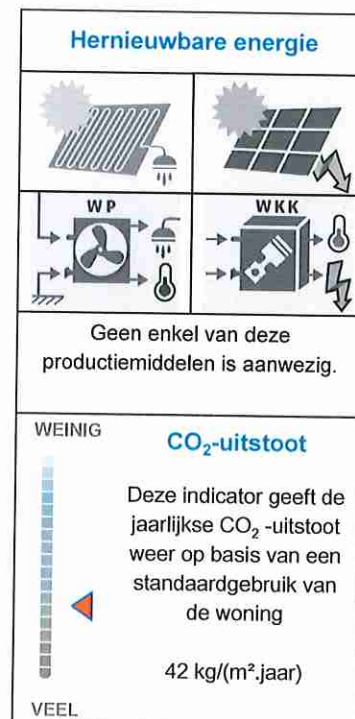 Hernieuwbare energie
WP
WKK
Geen enkel van deze
productiemiddelen is aanwezig.
WEINIG
CO₂-uitstoot
Deze indicator geeft de
jaarlijkse CO₂ -uitstoot
weer op basis van een
standaardgebruik van
de woning
42 kg/(m².jaar)
VEEL